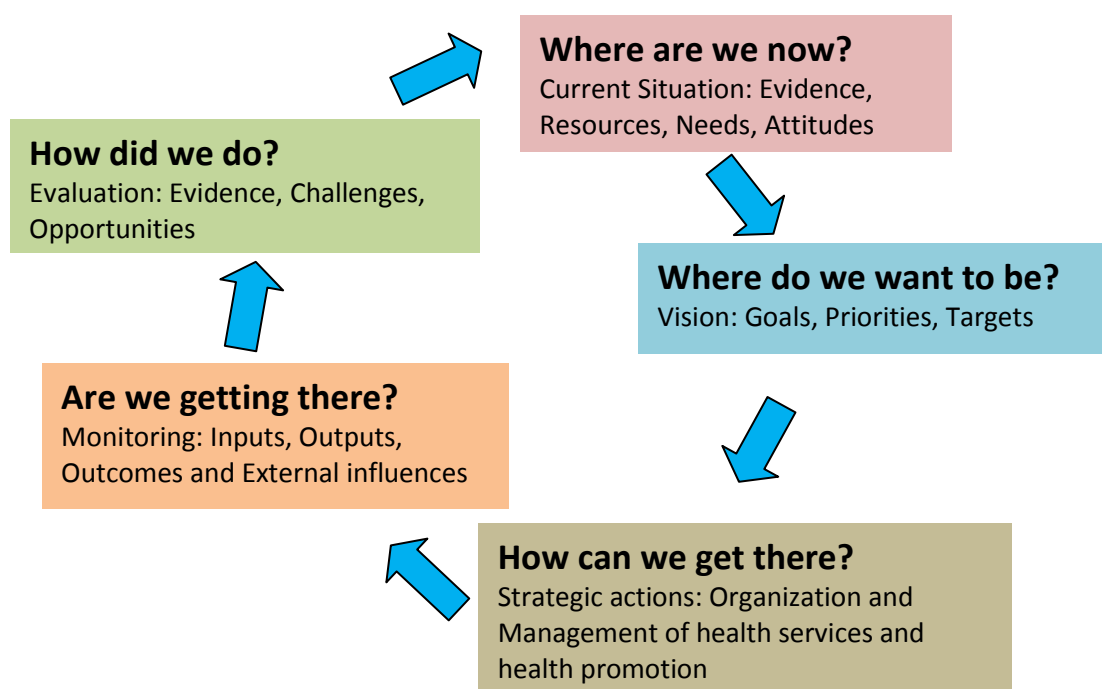 Where are we now?
Current Situation: Evidence,
Resources, Needs, Attitudes
Where do we want to be?
Vision: Goals, Priorities, Targets
How can we get there?
Strategic actions: Organization and
Management of health services and
health promotion
Are we getting there?
Monitoring: Inputs, Outputs,
Outcomes and External influences
How did we do?
Evaluation: Evidence, Challenges,
Opportunities